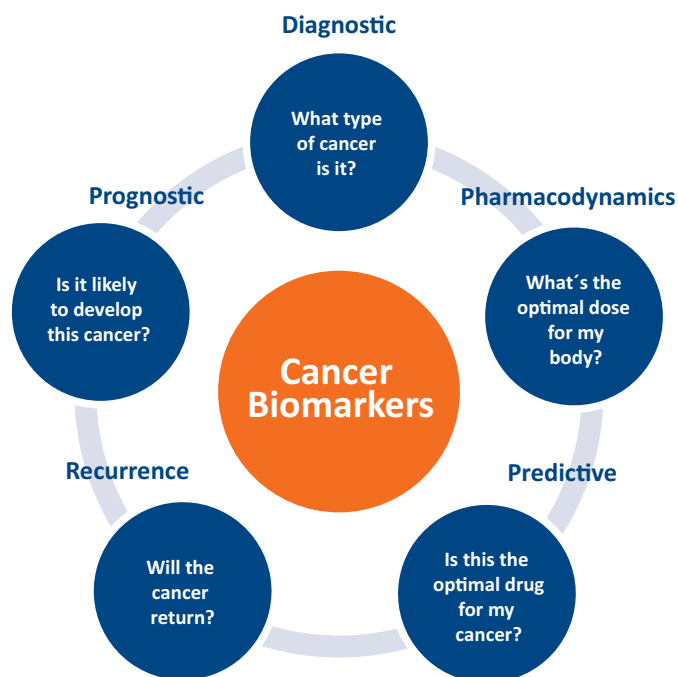 Diagnostic
What type
of cancer
is it?
Prognostic
Is it likely
to develop
this cancer?
Pharmacodynamics
What´s the
optimal dose
for my
body?
Cancer
Biomarkers
Recurrence
Will the
cancer
return?
Predictive
Is this the
optimal drug
for my
cancer?